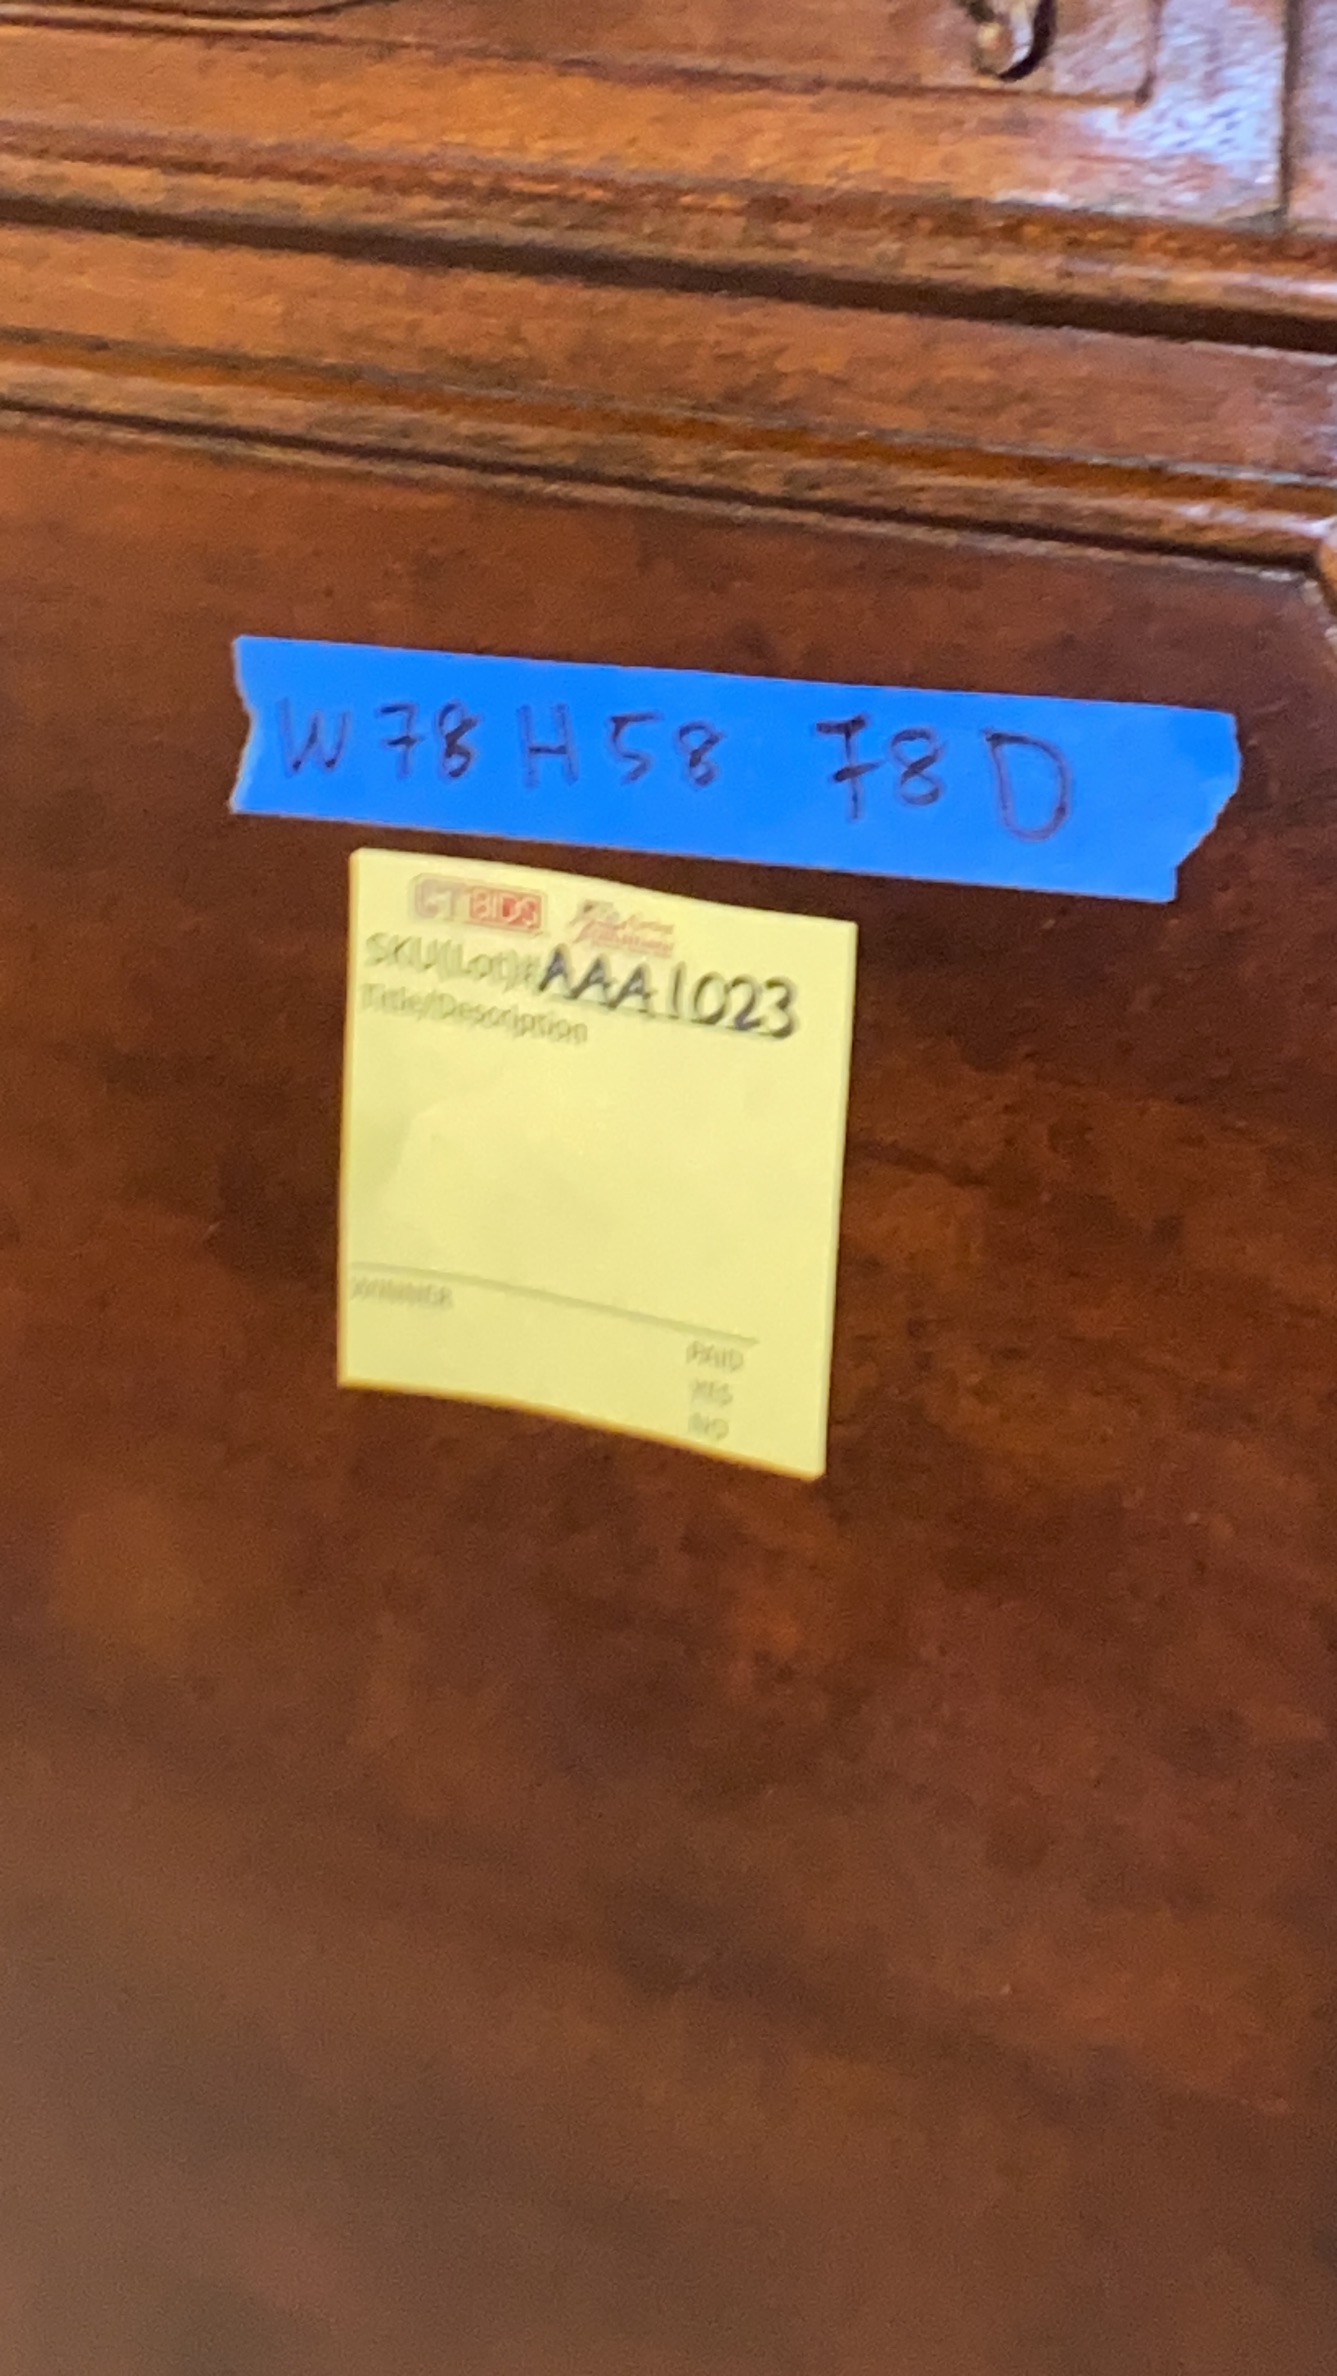 W78 H58 78D
CTBIDS
SKU(Lot)#AAA1023
Title/Description
WINNER
PAID
YES
NO